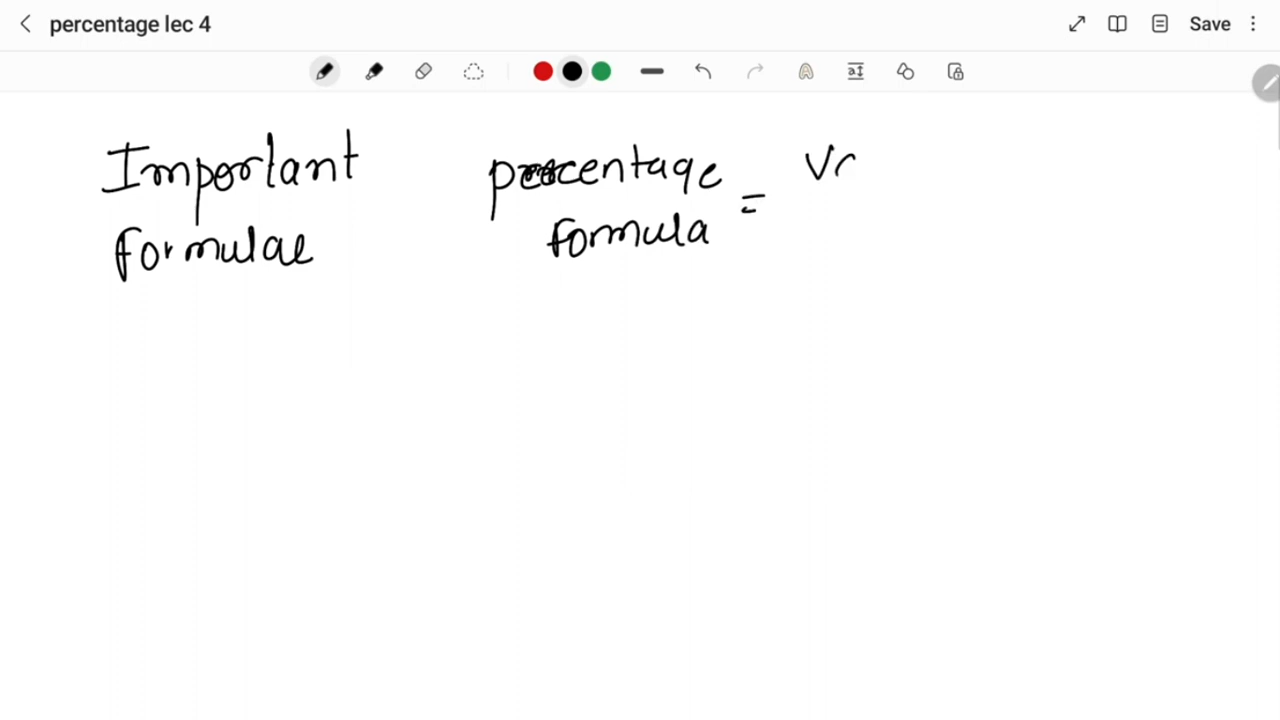 percentage lec 4
Save
Important percentage
formulae formula =